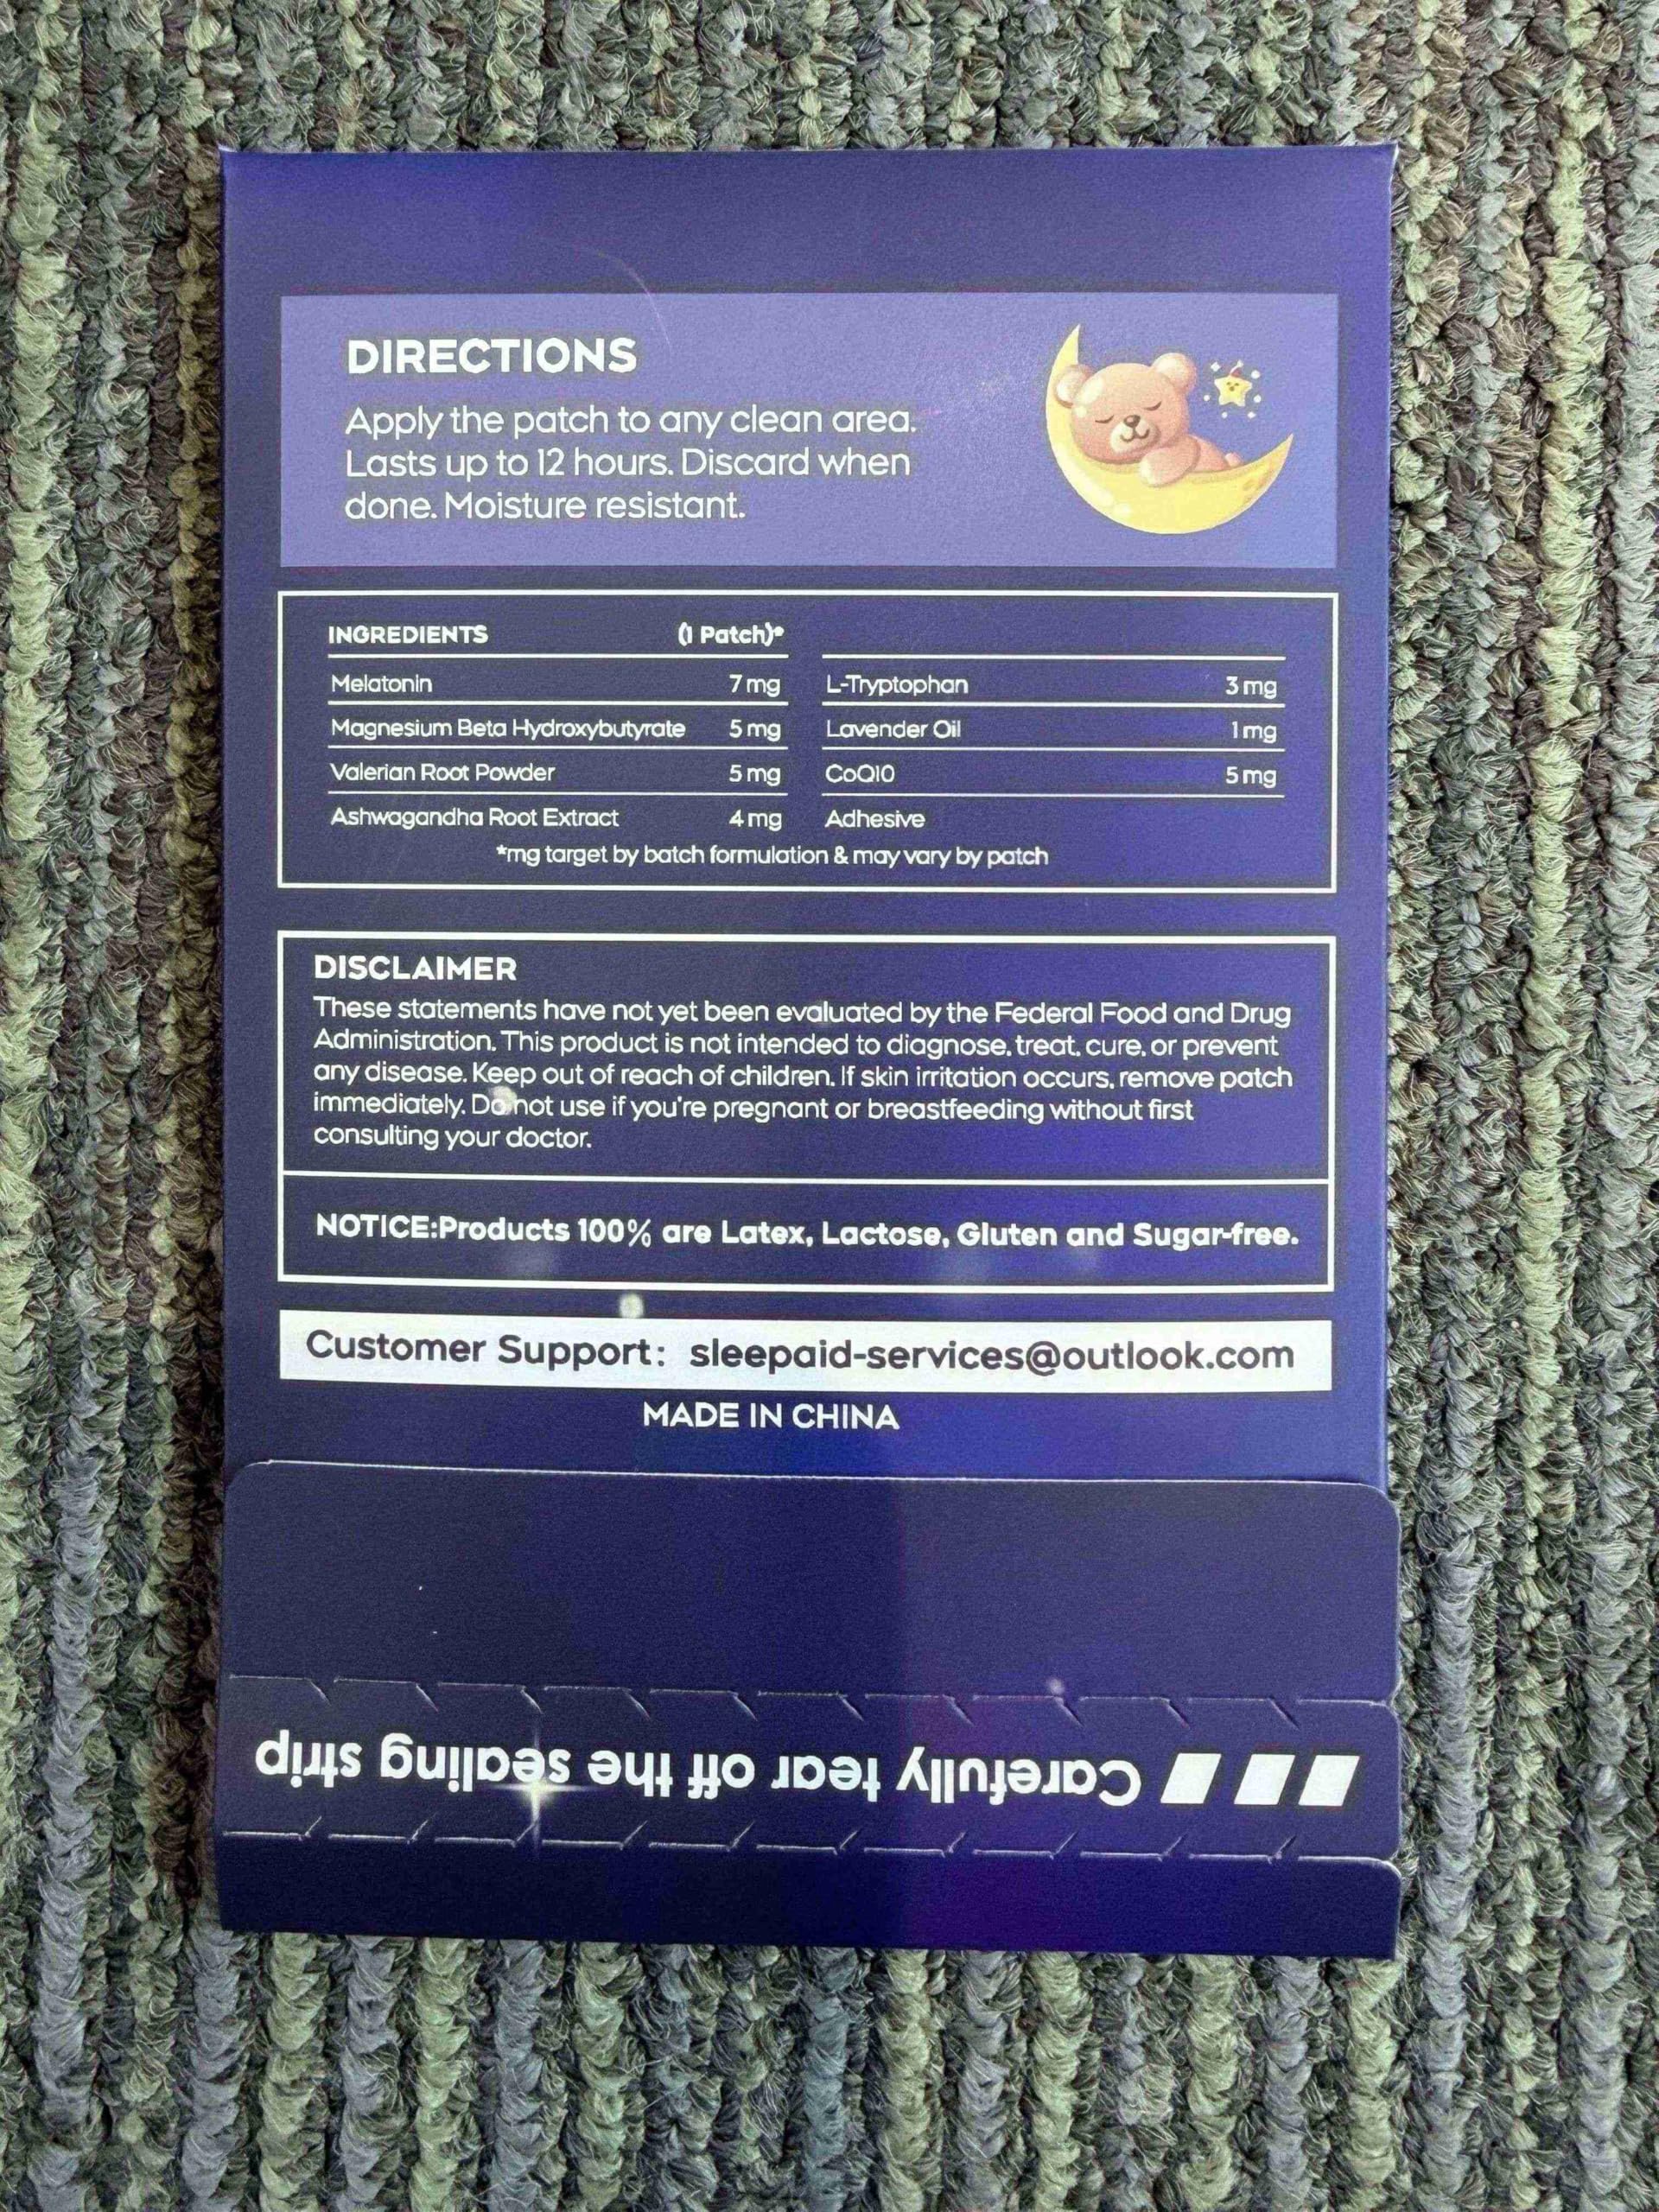 DIRECTIONS
Apply the patch to any clean area.
Lasts up to 12 hours. Discard when
done. Moisture resistant.
INGREDIENTS (1 Patch)*
Melatonin 7 mg
Magnesium Beta Hydroxybutyrate 5 mg
Valerian Root Powder 5 mg
Ashwagandha Root Extract 4 mg
L-Tryptophan 3 mg
Lavender Oil 1 mg
CoQ10 5 mg
Adhesive
*mg target by batch formulation & may vary by patch
DISCLAIMER
These statements have not yet been evaluated by the Federal Food and Drug
Administration. This product is not intended to diagnose, treat, cure, or prevent
any disease. Keep out of reach of children. If skin irritation occurs, remove patch
immediately. Do not use if you're pregnant or breastfeeding without first
consulting your doctor.
NOTICE:Products 100% are Latex, Lactose, Gluten and Sugar-free.
Customer Support: sleepaid-services@outlook.com
MADE IN CHINA
Carefully tear off the sealing strip